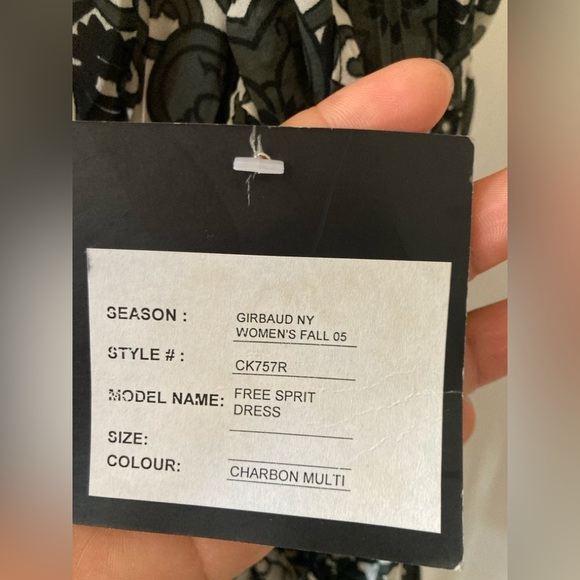 SEASON : GIRBAUD NY
WOMEN'S FALL 05
STYLE # : CK757R
MODEL NAME: FREE SPRIT
DRESS
SIZE:
COLOUR: CHARBON MULTI